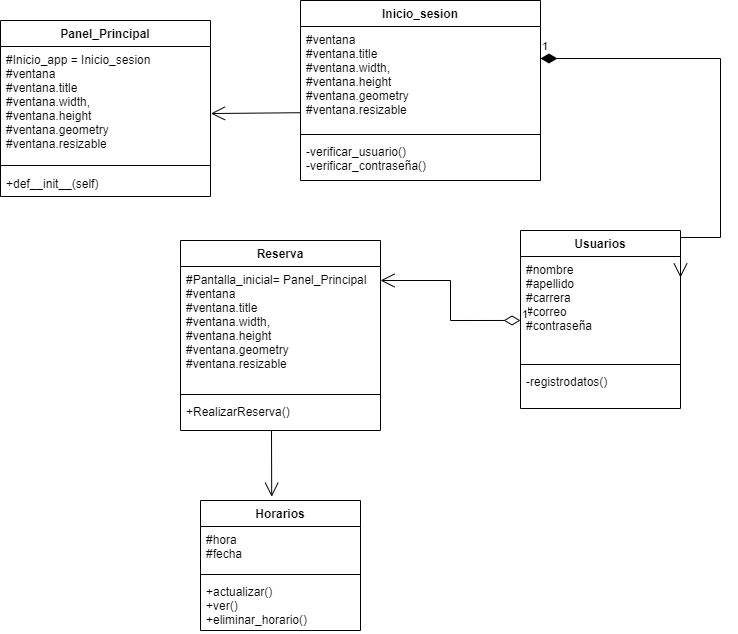 Panel_Principal
#Inicio_app = Inicio_sesion
#ventana
#ventana.title
#ventana.width,
#ventana.height
#ventana.geometry
#ventana.resizable
+def__init__(self)
Inicio_sesion
#ventana
#ventana.title
#ventana.width,
#ventana.height
#ventana.geometry
#ventana.resizable
-verificar_usuario()
-verificar_contraseña()
1
Reserva
#Pantalla_inicial= Panel_Principal
#ventana
#ventana.title
#ventana.width,
#ventana.height
#ventana.geometry
#ventana.resizable
+RealizarReserva()
Usuarios
#nombre
#apellido
#carrera
#correo
#contraseña
1
-registrodatos()
Horarios
#hora
#fecha
+actualizar()
+ver()
+eliminar_horario()